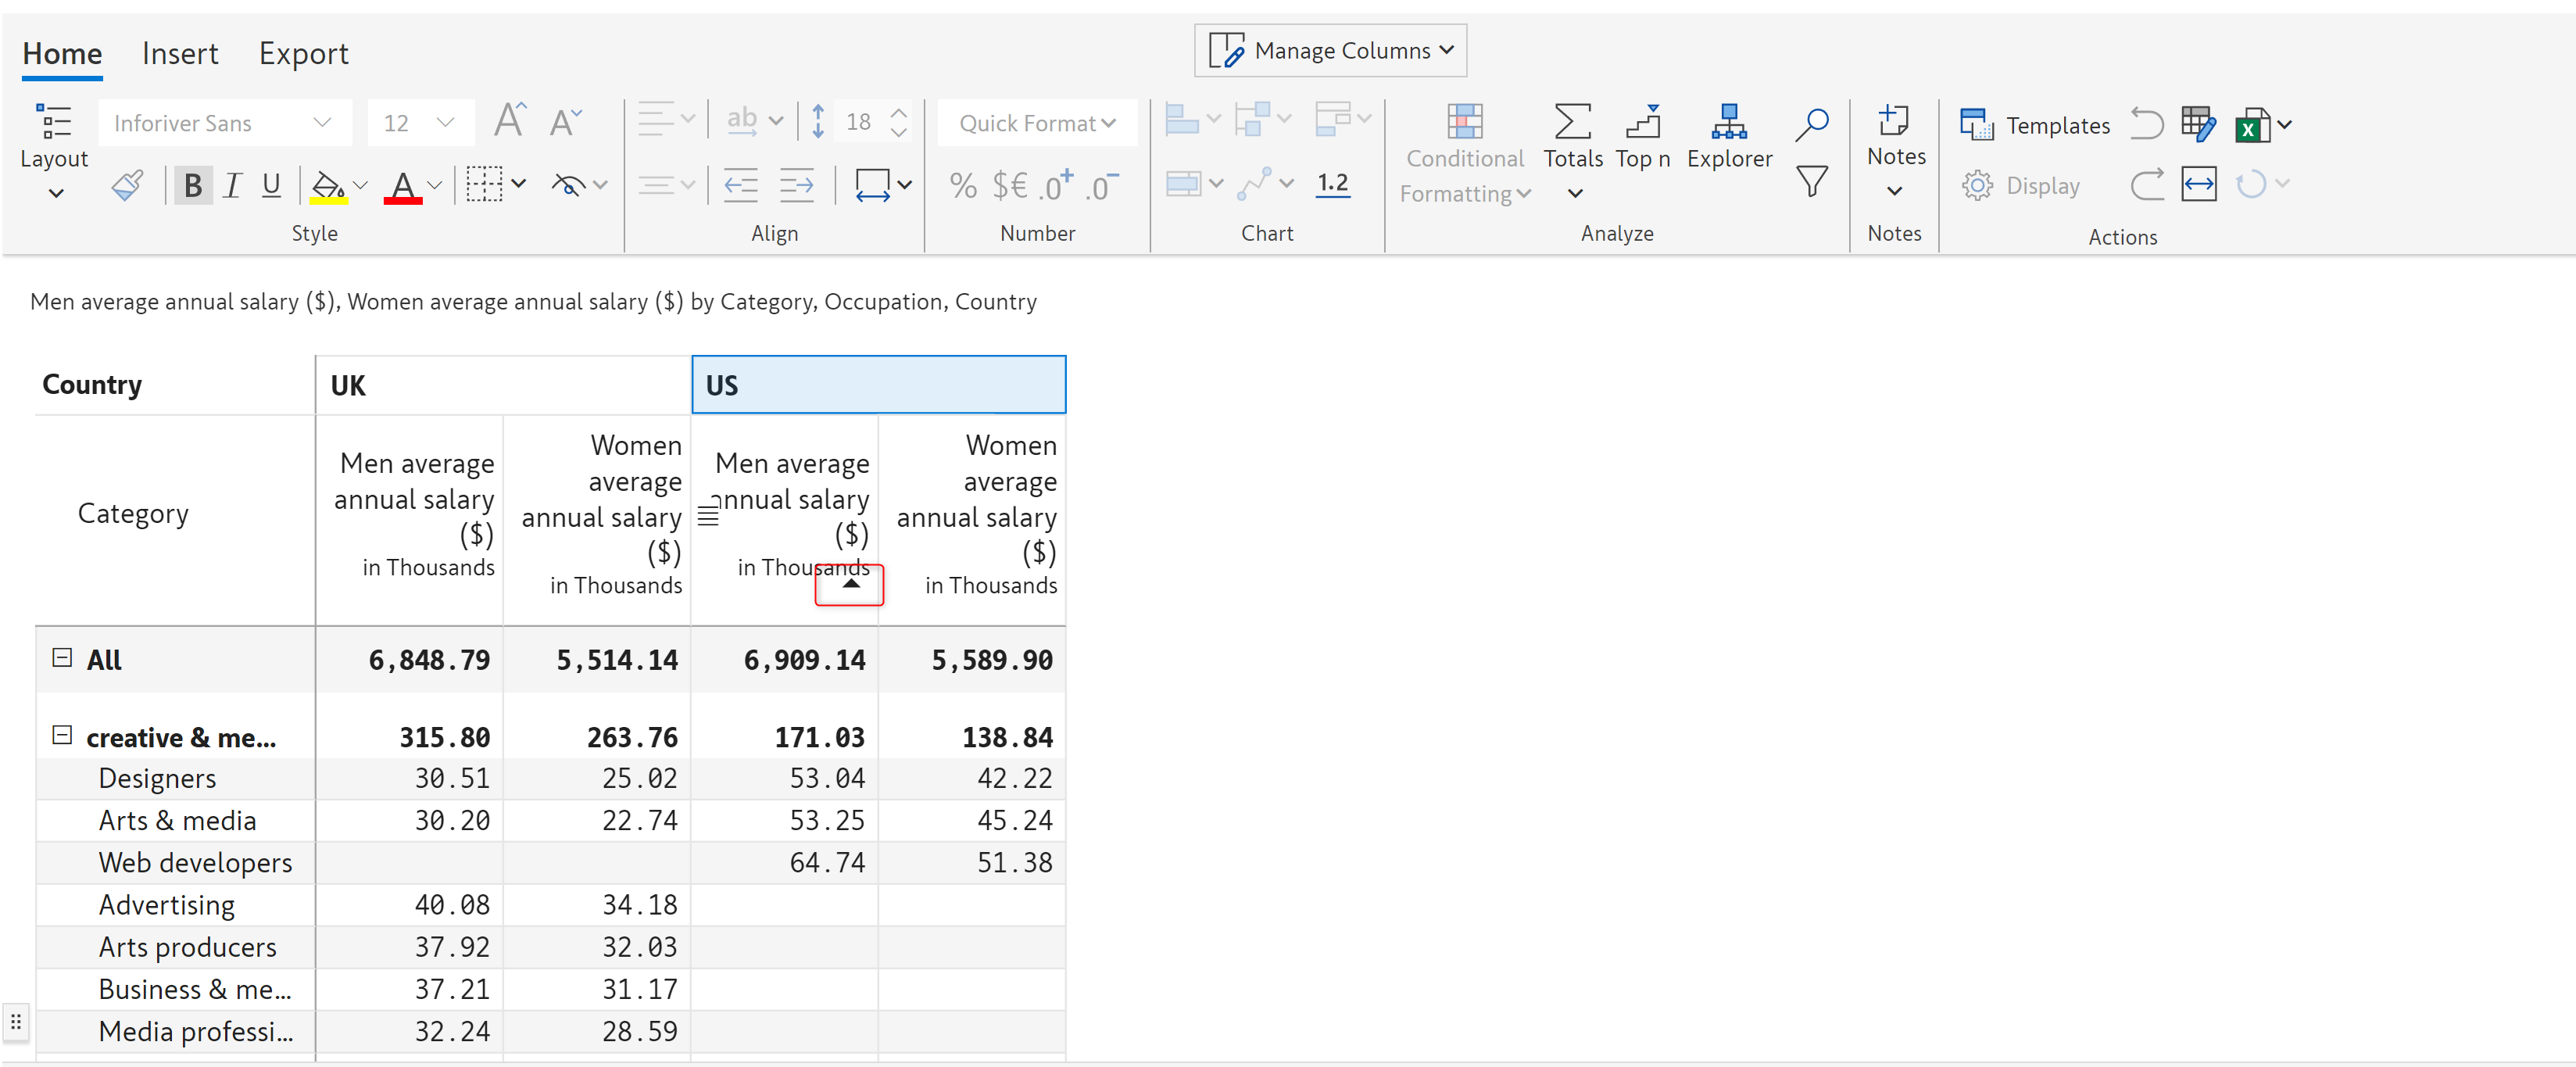 Home Insert Export
Manage Columns
Inforiver Sans 12 A A ab 18 Quick Format
Layout
B I U A % $€ .0+ .0- 1.2
Conditional Formatting
Totals Top n Explorer
Notes
Templates
Display
Style Align Number Chart Analyze Notes Actions
Men average annual salary ($), Women average annual salary ($) by Category, Occupation, Country
Country UK US
Category
Men average annual salary ($) in Thousands
Women average annual salary ($) in Thousands
Men average annual salary ($) in Thousands
Women average annual salary ($) in Thousands
All 6,848.79 5,514.14 6,909.14 5,589.90
creative & me... 315.80 263.76 171.03 138.84
Designers 30.51 25.02 53.04 42.22
Arts & media 30.20 22.74 53.25 45.24
Web developers 64.74 51.38
Advertising 40.08 34.18
Arts producers 37.92 32.03
Business & me... 37.21 31.17
Media professi... 32.24 28.59